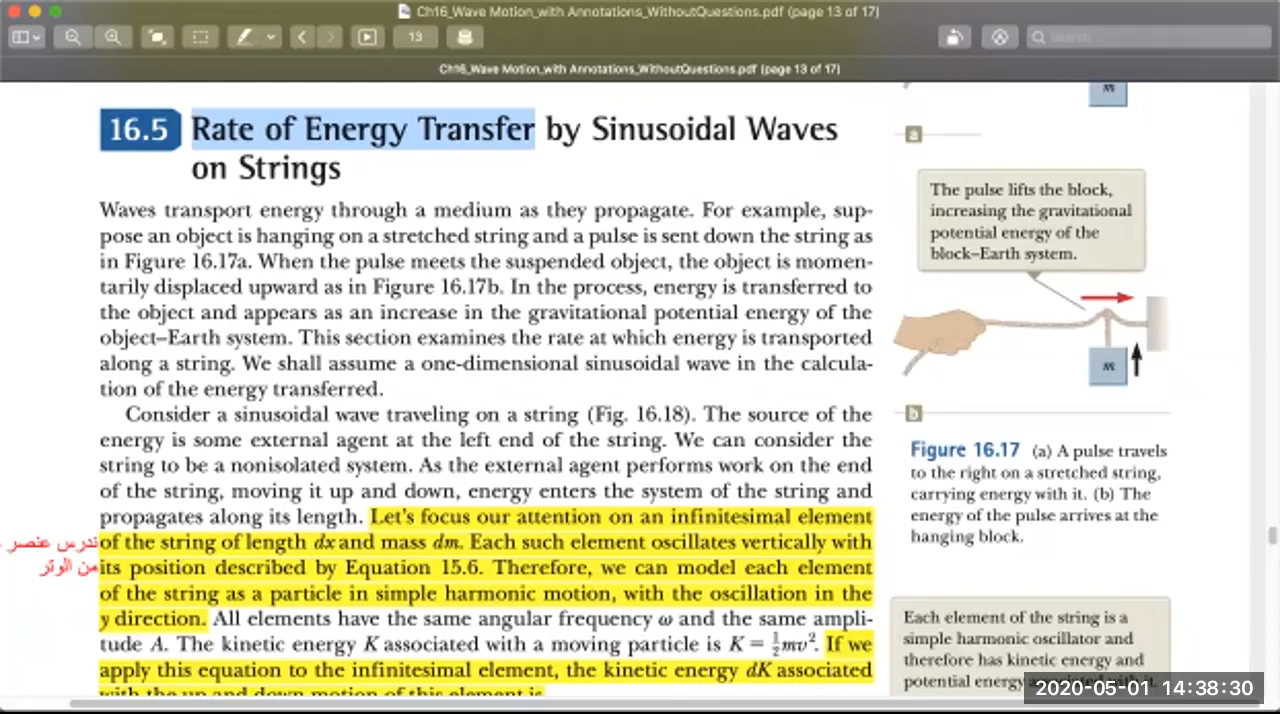 Ch16_Wave Motion_with Annotations_WithoutQuestions.pdf (page 13 of 17)
13
Search
Ch16_Wave Motion_with Annotations_WithoutQuestions.pdf (page 13 of 17)
16.5 Rate of Energy Transfer by Sinusoidal Waves
on Strings
Waves transport energy through a medium as they propagate. For example, sup-
pose an object is hanging on a stretched string and a pulse is sent down the string as
in Figure 16.17a. When the pulse meets the suspended object, the object is momen-
tarily displaced upward as in Figure 16.17b. In the process, energy is transferred to
the object and appears as an increase in the gravitational potential energy of the
object–Earth system. This section examines the rate at which energy is transported
along a string. We shall assume a one-dimensional sinusoidal wave in the calcula-
tion of the energy transferred.
Consider a sinusoidal wave traveling on a string (Fig. 16.18). The source of the
energy is some external agent at the left end of the string. We can consider the
string to be a nonisolated system. As the external agent performs work on the end
of the string, moving it up and down, energy enters the system of the string and
propagates along its length. Let's focus our attention on an infinitesimal element
of the string of length dx and mass dm. Each such element oscillates vertically with
its position described by Equation 15.6. Therefore, we can model each element
of the string as a particle in simple harmonic motion, with the oscillation in the
y direction. All elements have the same angular frequency ω and the same ampli-
tude A. The kinetic energy K associated with a moving particle is K = ½mv². If we
apply this equation to the infinitesimal element, the kinetic energy dK associated
with the up and down motion of this element is
ندرس عنصر
من الوتر
m
a
The pulse lifts the block,
increasing the gravitational
potential energy of the
block–Earth system.
m
b
Figure 16.17 (a) A pulse travels
to the right on a stretched string,
carrying energy with it. (b) The
energy of the pulse arrives at the
hanging block.
Each element of the string is a
simple harmonic oscillator and
therefore has kinetic energy and
potential energy associated with it.
2020-05-01 14:38:30